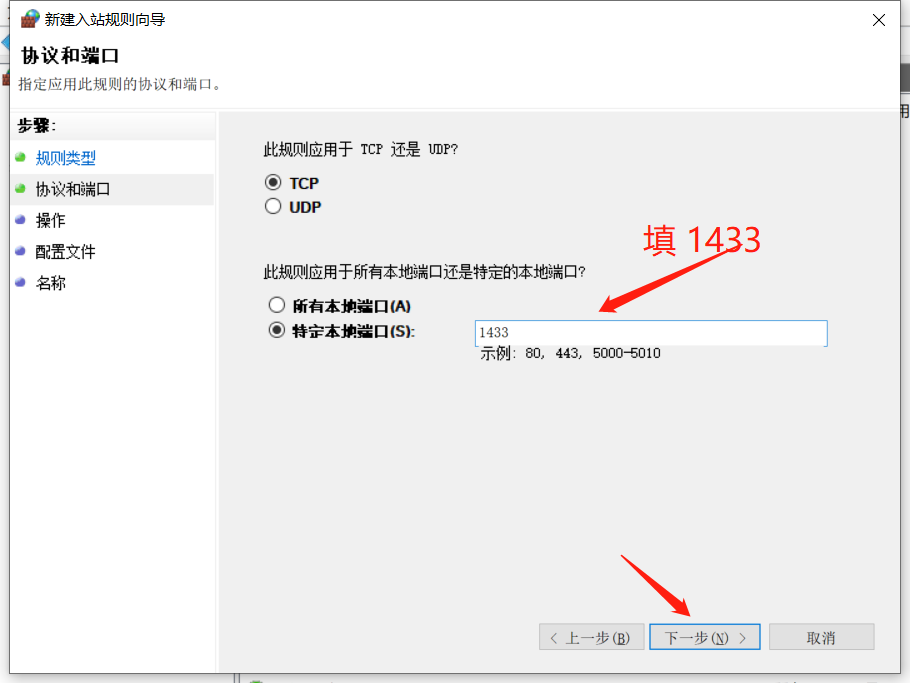 新建入站规则向导
协议和端口
指定应用此规则的协议和端口。
步骤:
规则类型
协议和端口
操作
配置文件
名称
此规则应用于 TCP 还是 UDP?
TCP
UDP
填 1433
此规则应用于所有本地端口还是特定的本地端口?
所有本地端口(A)
特定本地端口(S):
1433
示例: 80, 443, 5000-5010
< 上一步(B)
下一步(N) >
取消
用